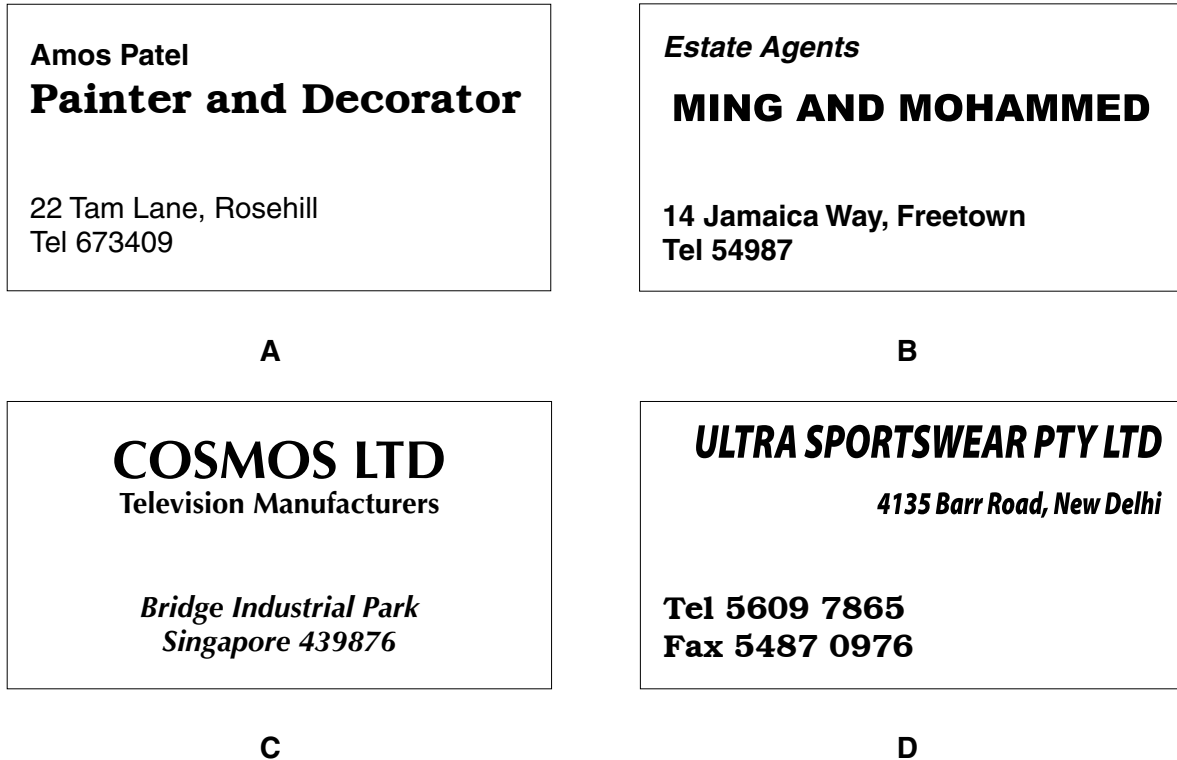 Amos Patel
Painter and Decorator
22 Tam Lane, Rosehill
Tel 673409
A
Estate Agents
MING AND MOHAMMED
14 Jamaica Way, Freetown
Tel 54987
B
COSMOS LTD
Television Manufacturers
Bridge Industrial Park
Singapore 439876
C
ULTRA SPORTSWEAR PTY LTD
4135 Barr Road, New Delhi
Tel 5609 7865
Fax 5487 0976
D